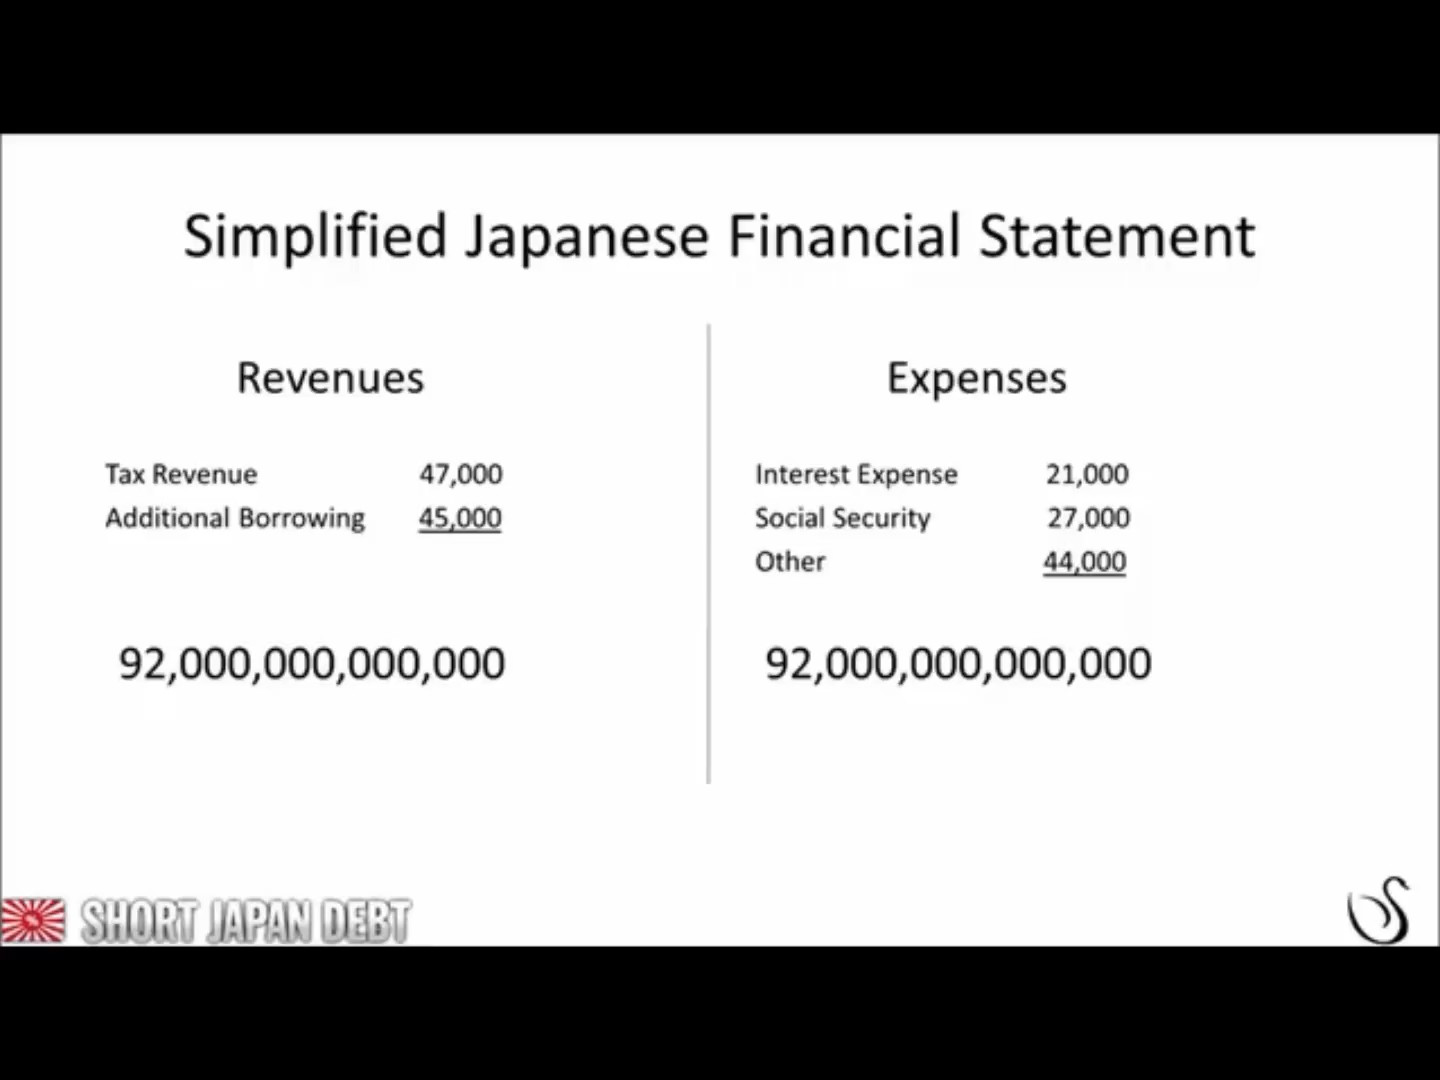 Simplified Japanese Financial Statement
Revenues
Tax Revenue 47,000
Additional Borrowing 45,000
92,000,000,000,000
Expenses
Interest Expense 21,000
Social Security 27,000
Other 44,000
92,000,000,000,000
SHORT JAPAN DEBT